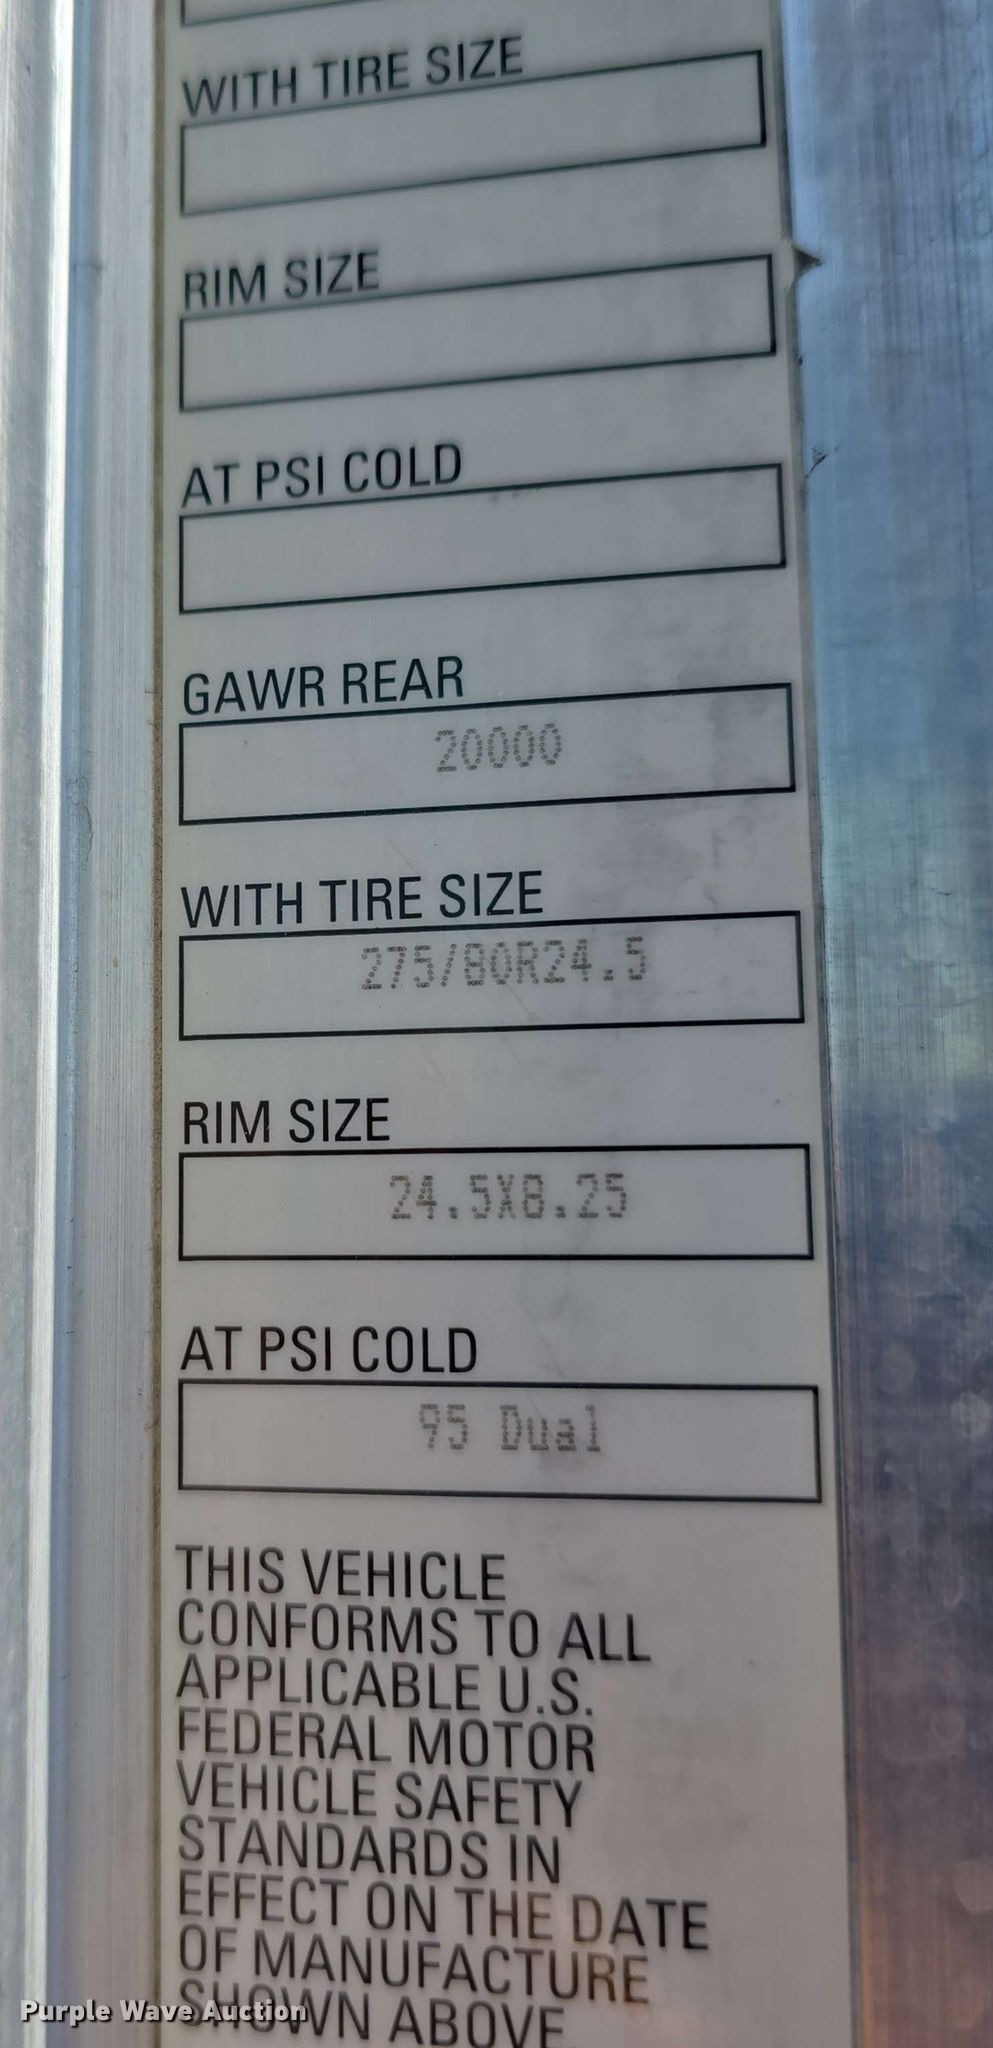 WITH TIRE SIZE
RIM SIZE
AT PSI COLD
GAWR REAR
20000
WITH TIRE SIZE
275/80R24.5
RIM SIZE
24.5X8.25
AT PSI COLD
95 Dual
THIS VEHICLE
CONFORMS TO ALL
APPLICABLE U.S.
FEDERAL MOTOR
VEHICLE SAFETY
STANDARDS IN
EFFECT ON THE DATE
OF MANUFACTURE
SHOWN ABOVE
Purple Wave Auction